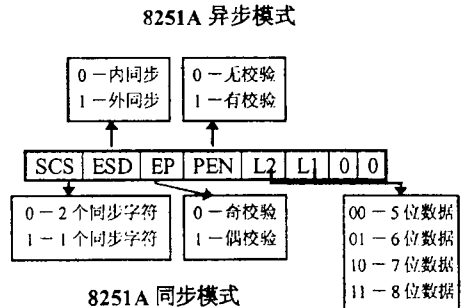 8251A 异步模式
0－内同步
1－外同步
0－无校验
1－有校验
SCS ESD EP PEN L2 L1 0 0
0－2个同步字符
1－1个同步字符
0－奇校验
1－偶校验
00－5位数据
01－6位数据
10－7位数据
11－8位数据
8251A 同步模式